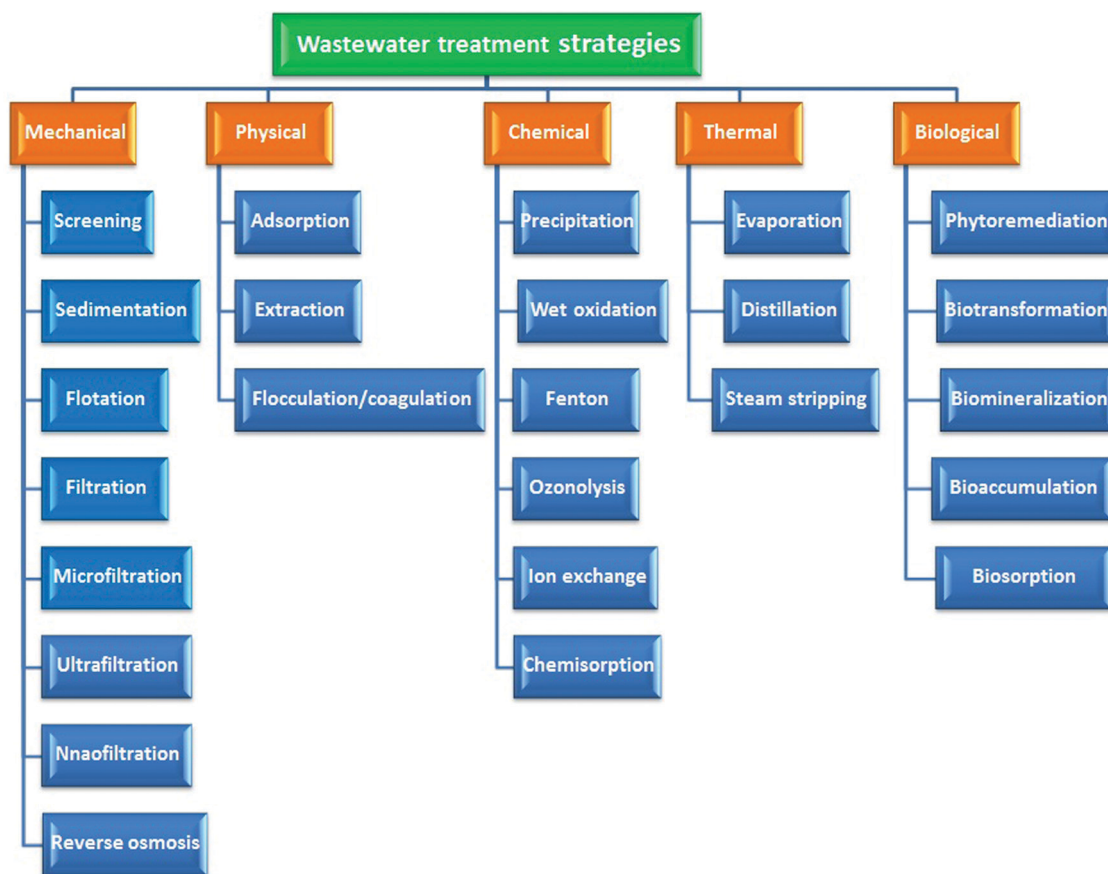 Wastewater treatment strategies
Mechanical
Physical
Chemical
Thermal
Biological
Screening
Sedimentation
Flotation
Filtration
Microfiltration
Ultrafiltration
Nnaofiltration
Reverse osmosis
Adsorption
Extraction
Flocculation/coagulation
Precipitation
Wet oxidation
Fenton
Ozonolysis
Ion exchange
Chemisorption
Evaporation
Distillation
Steam stripping
Phytoremediation
Biotransformation
Biomineralization
Bioaccumulation
Biosorption